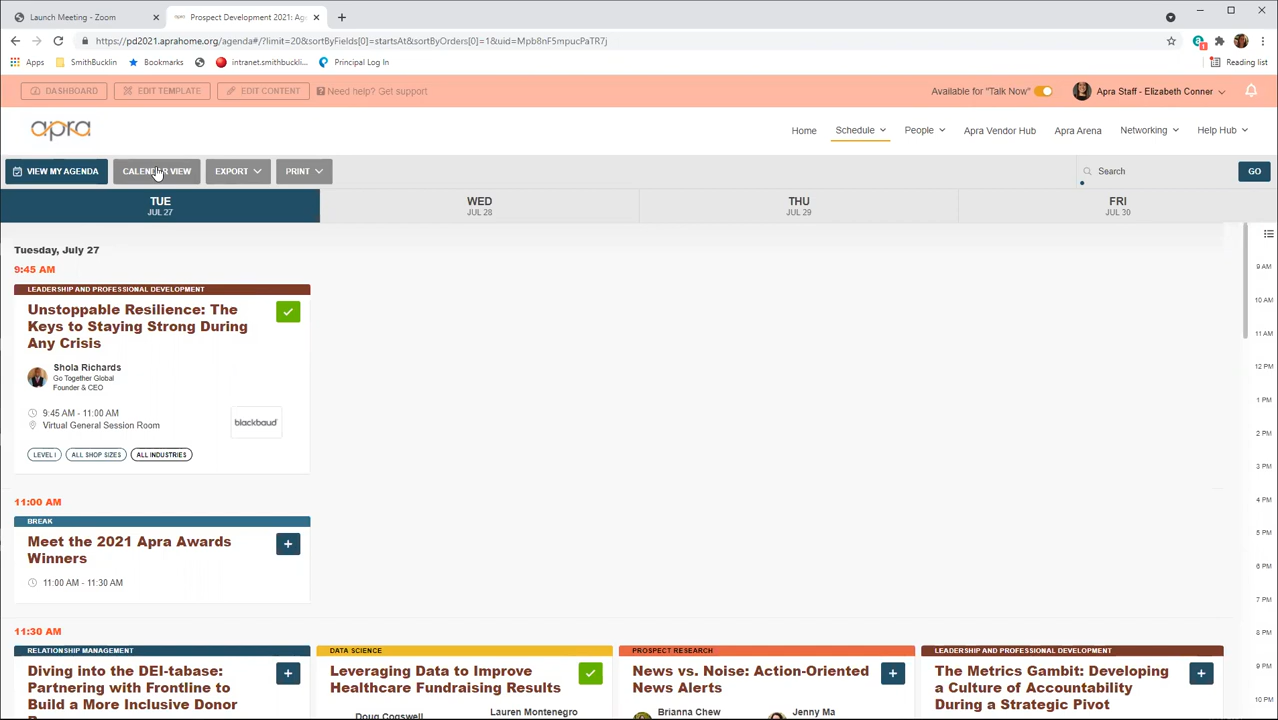 Launch Meeting - Zoom
Prospect Development 2021: Ag
https://pd2021.aprahome.org/agenda#/?limit=20&sortByFields[0]=startsAt&sortByOrders[0]=1&uid=Mpb8nF5mpucPaTR7j
Apps SmithBucklin Bookmarks intranet.smithbucklin... Principal Log In Reading list
DASHBOARD EDIT TEMPLATE EDIT CONTENT Need help? Get support Available for "Talk Now" Apra Staff - Elizabeth Conner
apra Home Schedule People Apra Vendor Hub Apra Arena Networking Help Hub
VIEW MY AGENDA CALENDAR VIEW EXPORT PRINT Search GO
TUE WED THU FRI
JUL 27 JUL 28 JUL 29 JUL 30
Tuesday, July 27
9:45 AM
LEADERSHIP AND PROFESSIONAL DEVELOPMENT
Unstoppable Resilience: The
Keys to Staying Strong During
Any Crisis
Shola Richards
Go Together Global
Founder & CEO
9:45 AM - 11:00 AM
Virtual General Session Room
blackbaud
LEVEL I ALL SHOP SIZES ALL INDUSTRIES
11:00 AM
BREAK
Meet the 2021 Apra Awards
Winners
11:00 AM - 11:30 AM
11:30 AM
RELATIONSHIP MANAGEMENT
Diving into the DEI-tabase:
Partnering with Frontline to
Build a More Inclusive Donor
DATA SCIENCE
Leveraging Data to Improve
Healthcare Fundraising Results
Doug Cogswell Lauren Montenegro
PROSPECT RESEARCH
News vs. Noise: Action-Oriented
News Alerts
Brianna Chew Jenny Ma
LEADERSHIP AND PROFESSIONAL DEVELOPMENT
The Metrics Gambit: Developing
a Culture of Accountability
During a Strategic Pivot
9 AM
10 AM
11 AM
12 PM
1 PM
2 PM
3 PM
4 PM
5 PM
6 PM
7 PM
8 PM
9 PM
10 PM